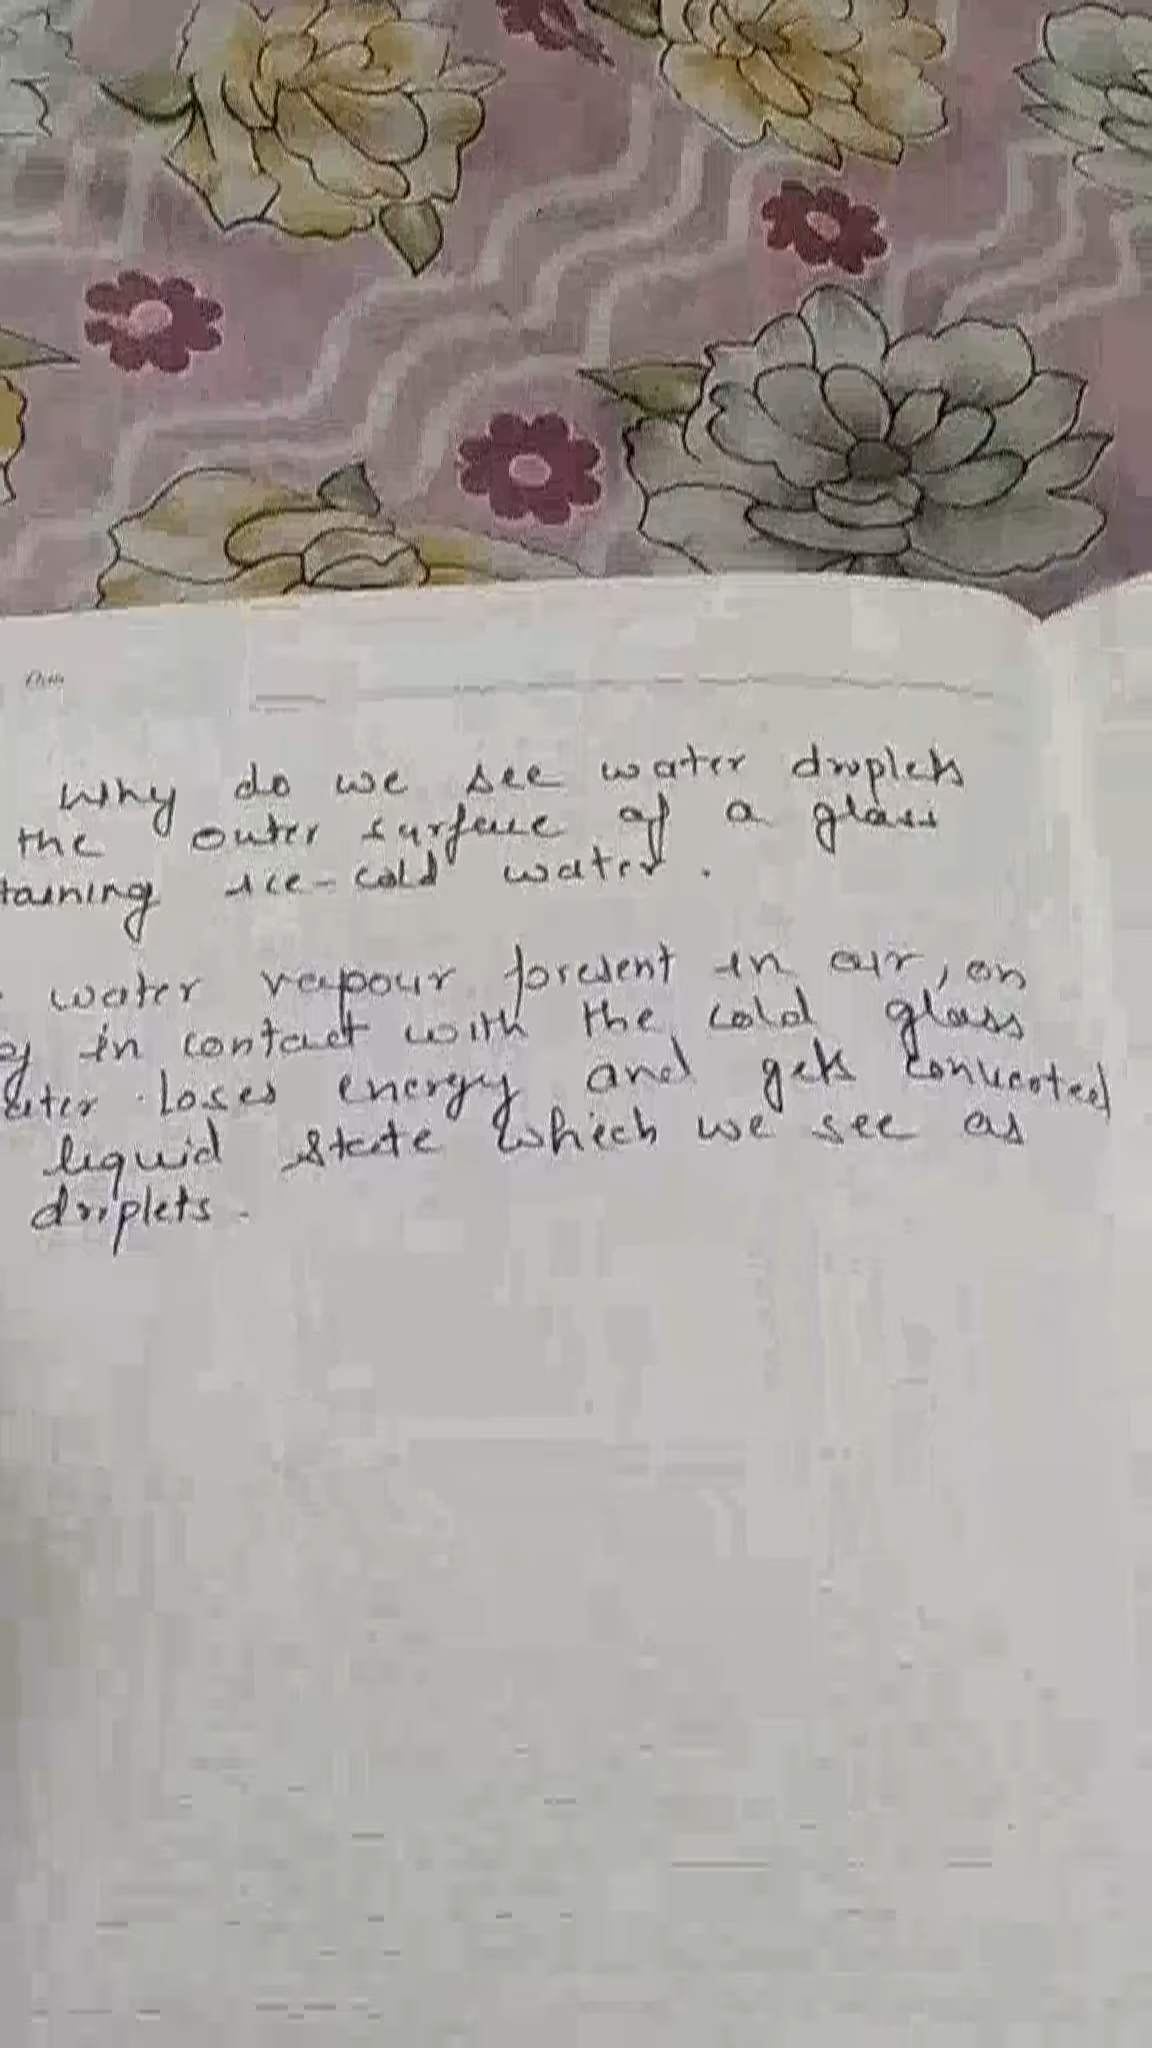 Why do we see water droplets
the outer surface of a glass
taining ice-cold water.
water vapour present in air, on
in contact with the cold glass
loses energy and gets converted
liquid state which we see as
droplets.